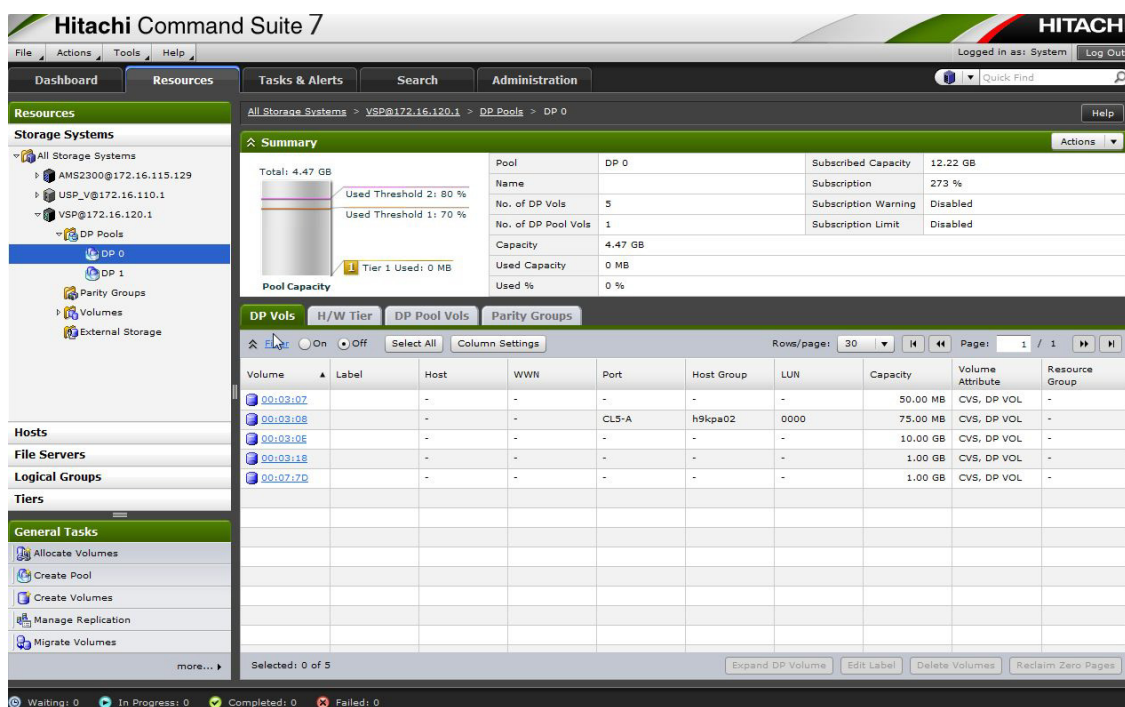 Hitachi Command Suite 7
HITACH
File Actions Tools Help
Logged in as: System Log Out
Dashboard Resources Tasks & Alerts Search Administration
Quick Find
Resources
All Storage Systems > VSP@172.16.120.1 > DP Pools > DP 0
Help
Storage Systems
All Storage Systems
AMS2300@172.16.115.129
USP_V@172.16.110.1
VSP@172.16.120.1
DP Pools
DP 0
DP 1
Parity Groups
Volumes
External Storage
Hosts
File Servers
Logical Groups
Tiers
General Tasks
Allocate Volumes
Create Pool
Create Volumes
Manage Replication
Migrate Volumes
more...
Summary
Actions
Total: 4.47 GB
Used Threshold 2: 80 %
Used Threshold 1: 70 %
1 Tier 1 Used: 0 MB
Pool Capacity
Pool DP 0 Subscribed Capacity 12.22 GB
Name Subscription 273 %
No. of DP Vols 5 Subscription Warning Disabled
No. of DP Pool Vols 1 Subscription Limit Disabled
Capacity 4.47 GB
Used Capacity 0 MB
Used % 0 %
DP Vols H/W Tier DP Pool Vols Parity Groups
Filter On Off Select All Column Settings Rows/page: 30 Page: 1 / 1
Volume Label Host WWN Port Host Group LUN Capacity Volume Attribute Resource Group
00:03:07 - - - - - 50.00 MB CVS, DP VOL -
00:03:08 - - CL5-A h9kpa02 0000 75.00 MB CVS, DP VOL -
00:03:0E - - - - - 10.00 GB CVS, DP VOL -
00:03:18 - - - - - 1.00 GB CVS, DP VOL -
00:07:7D - - - - - 1.00 GB CVS, DP VOL -
Selected: 0 of 5 Expand DP Volume Edit Label Delete Volumes Reclaim Zero Pages
Waiting: 0 In Progress: 0 Completed: 0 Failed: 0